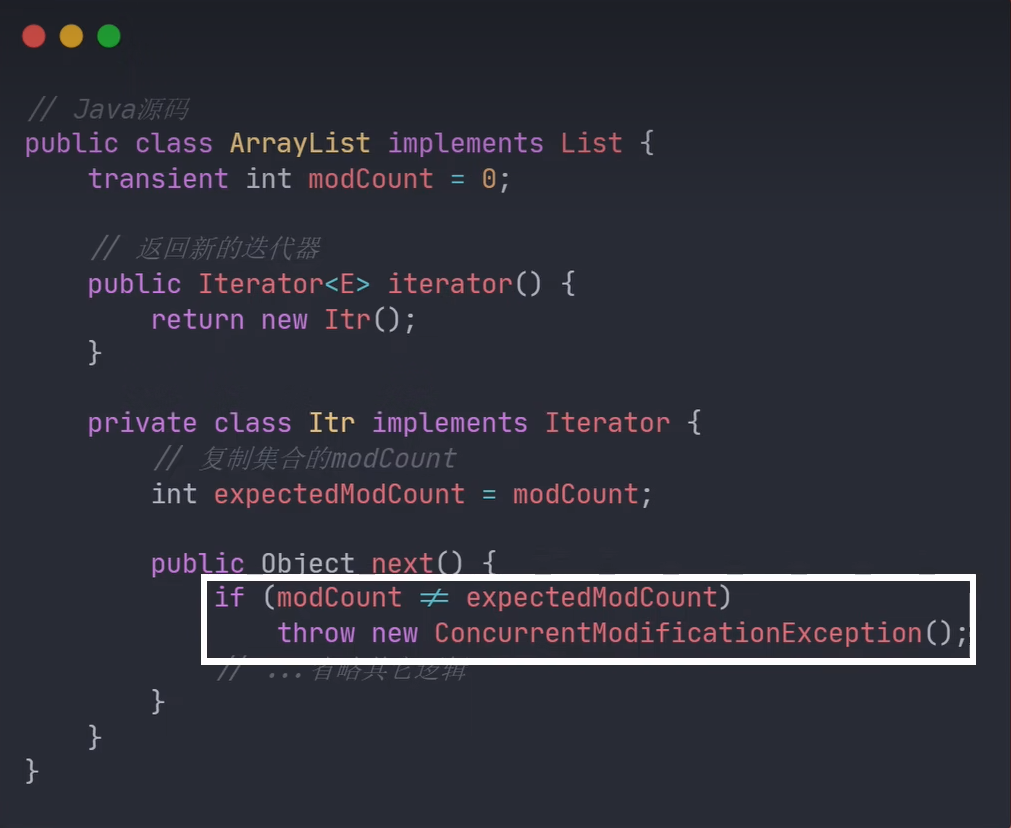 // Java源码
public class ArrayList implements List {
    transient int modCount = 0;
    // 返回新的迭代器
    public Iterator<E> iterator() {
        return new Itr();
    }
    private class Itr implements Iterator {
        // 复制集合的modCount
        int expectedModCount = modCount;
        public Object next() {
            if (modCount ≠ expectedModCount)
                throw new ConcurrentModificationException();
            // ...省略其它逻辑
        }
    }
}